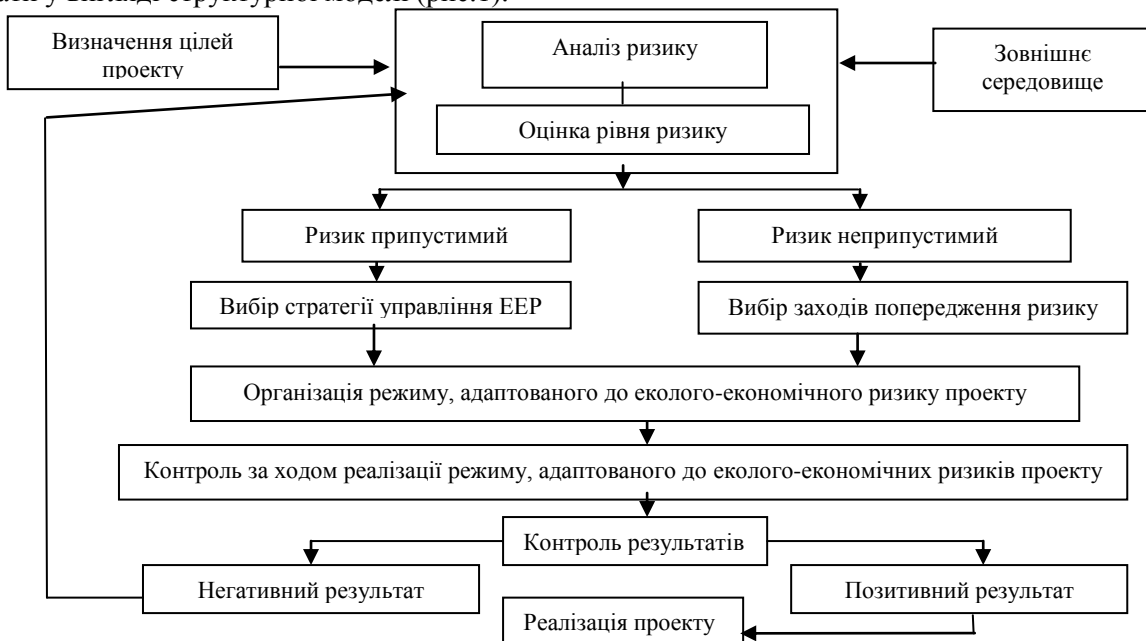 у вигляді структурної моделі (рис.1).
Визначення цілей
проекту
Аналіз ризику
Зовнішнє
середовище
Оцінка рівня ризику
Ризик припустимий
Ризик неприпустимий
Вибір стратегії управління ЕЕР
Вибір заходів попередження ризику
Організація режиму, адаптованого до еколого-економічного ризику проекту
Контроль за ходом реалізації режиму, адаптованого до еколого-економічних ризиків проекту
Контроль результатів
Негативний результат
Позитивний результат
Реалізація проекту